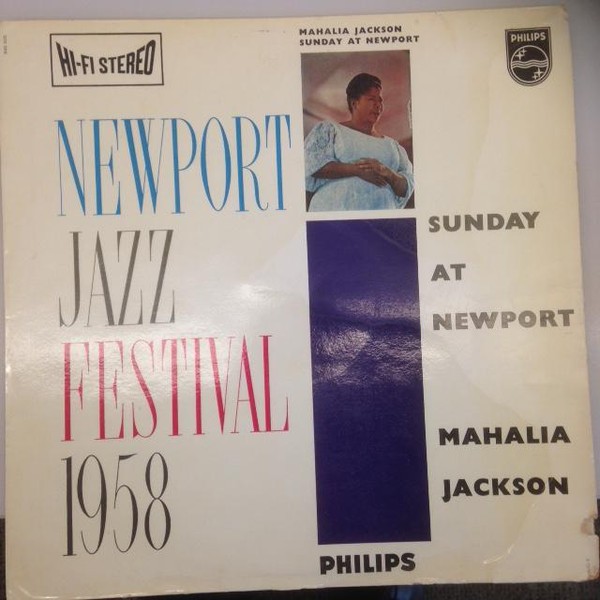 HI-FI STEREO
MAHALIA JACKSON
SUNDAY AT NEWPORT
PHILIPS
NEWPORT
JAZZ
FESTIVAL
1958
SUNDAY
AT
NEWPORT
MAHALIA
JACKSON
PHILIPS